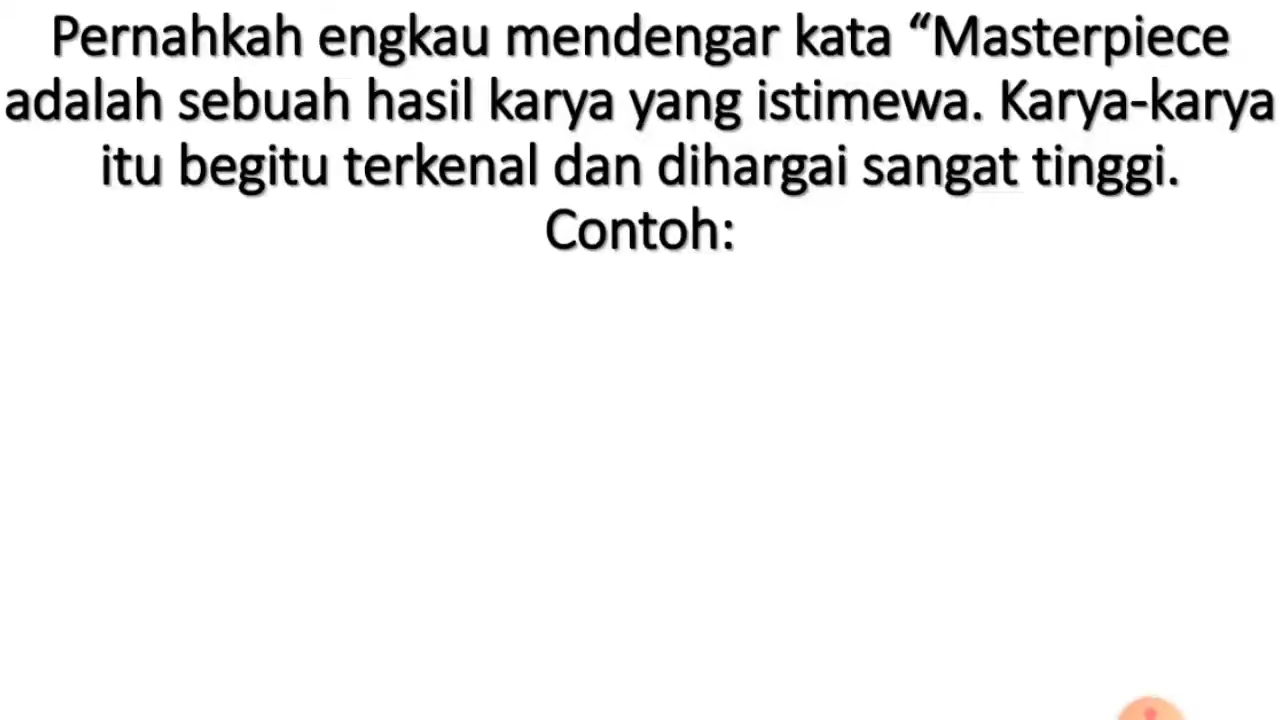 Pernahkah engkau mendengar kata “Masterpiece
adalah sebuah hasil karya yang istimewa. Karya-karya
itu begitu terkenal dan dihargai sangat tinggi.
Contoh: